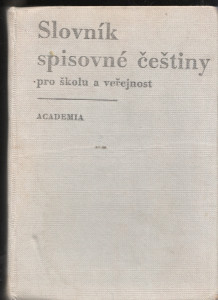 Slovník
spisovné češtiny
pro školu a veřejnost
ACADEMIA